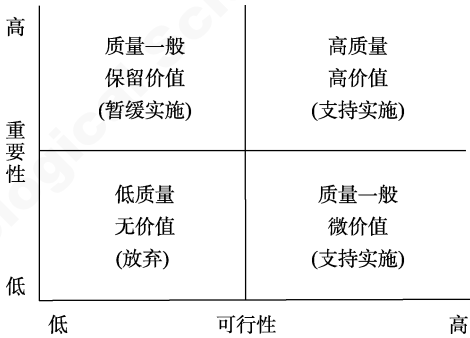 高
质量一般
保留价值
(暂缓实施)
高质量
高价值
(支持实施)
重要性
低质量
无价值
(放弃)
质量一般
微价值
(支持实施)
低
低
可行性
高